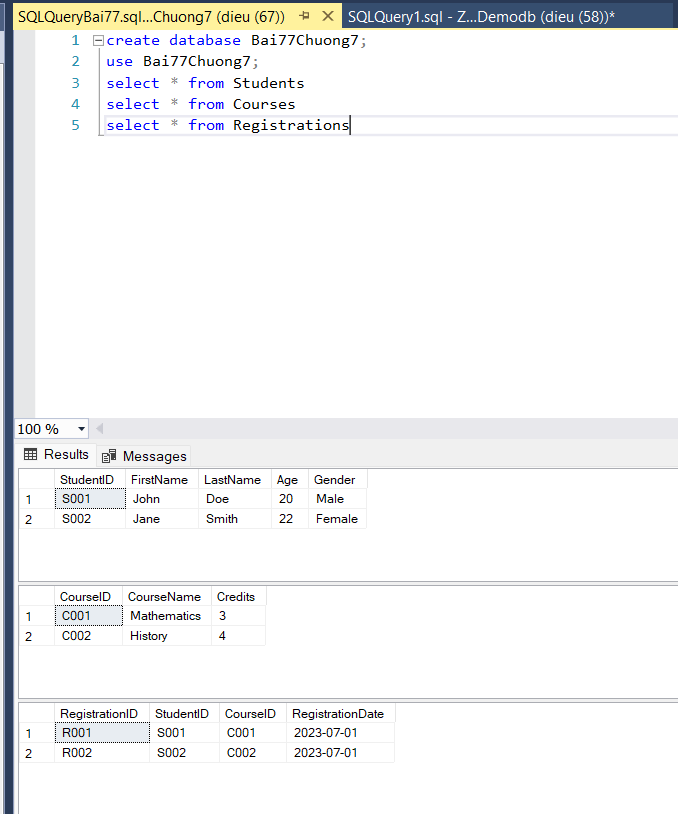 SQLQueryBai77.sql...Chuong7 (dieu (67)) SQLQuery1.sql - Z...Demodb (dieu (58))*
1 create database Bai77Chuong7;
2 use Bai77Chuong7;
3 select * from Students
4 select * from Courses
5 select * from Registrations
100 %
Results Messages
StudentID FirstName LastName Age Gender
1 S001 John Doe 20 Male
2 S002 Jane Smith 22 Female
CourseID CourseName Credits
1 C001 Mathematics 3
2 C002 History 4
RegistrationID StudentID CourseID RegistrationDate
1 R001 S001 C001 2023-07-01
2 R002 S002 C002 2023-07-01